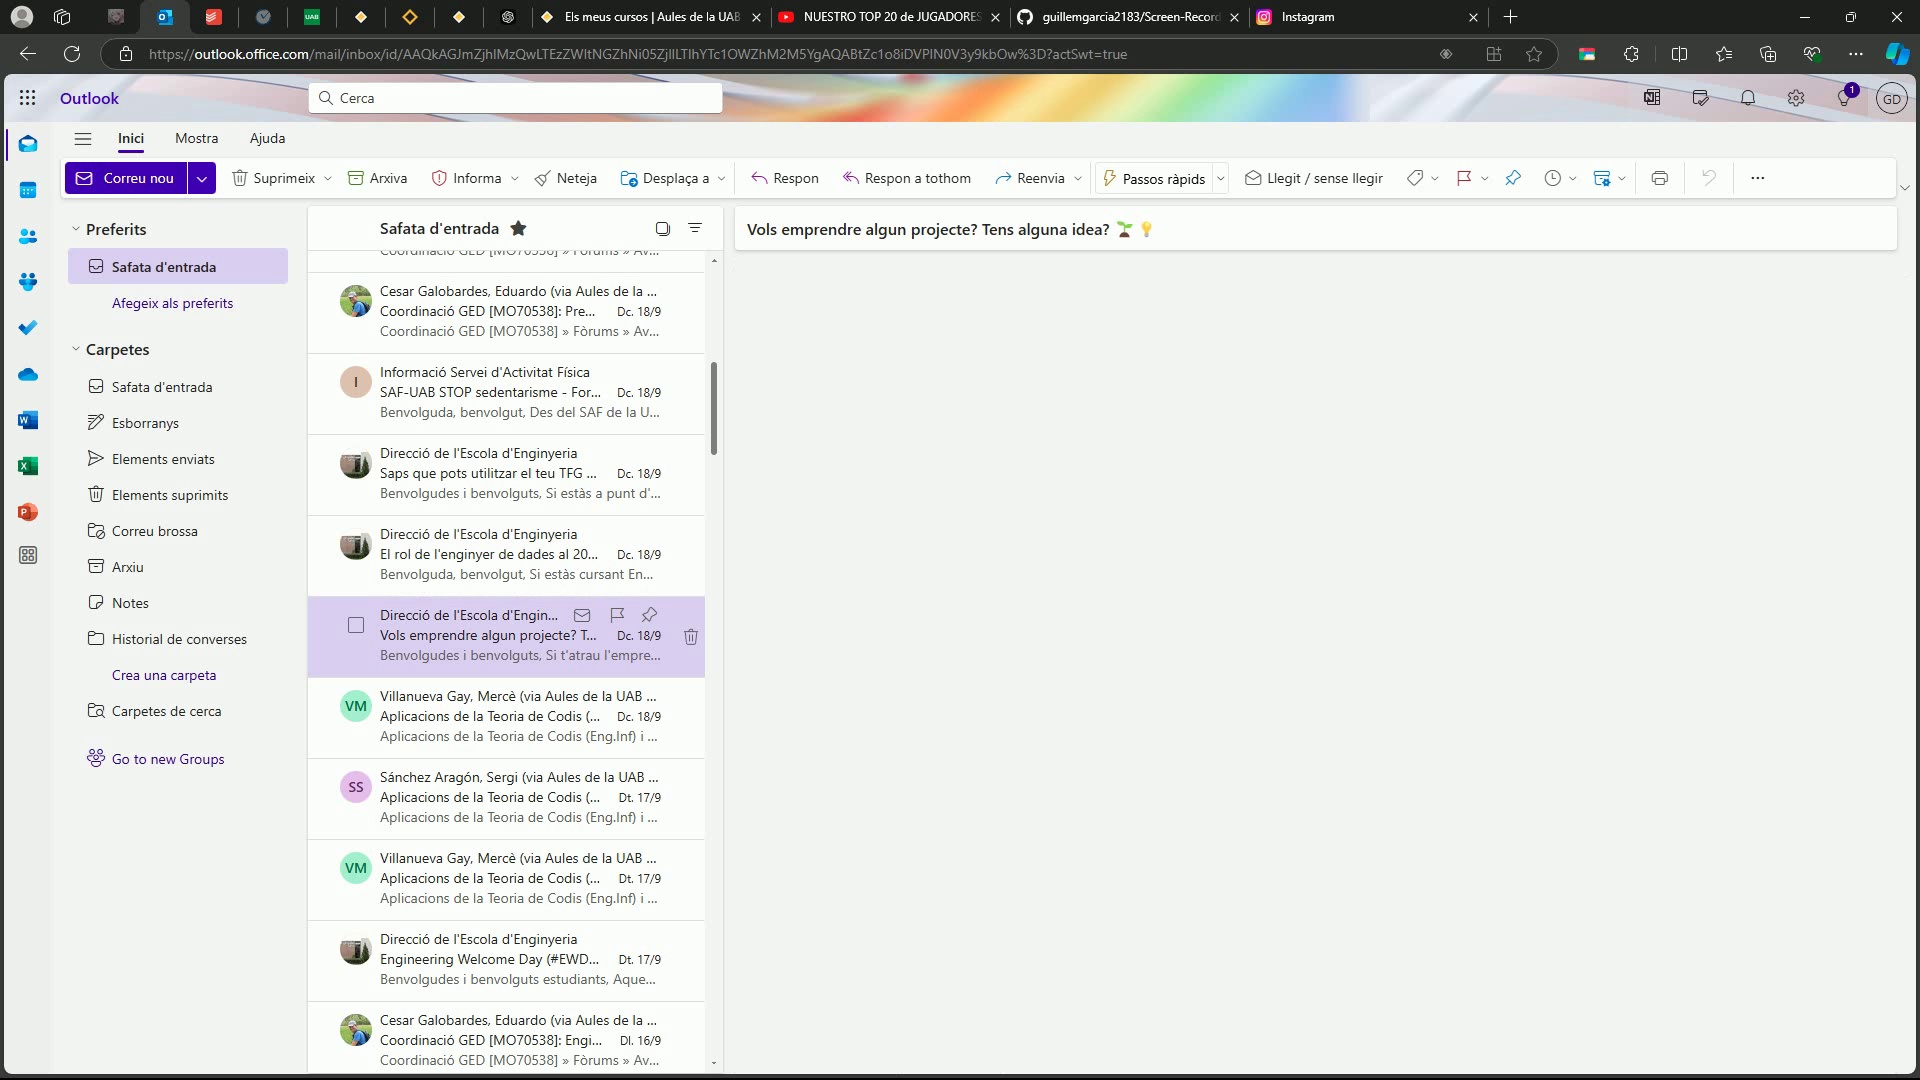 UAB
Els meus cursos | Aules de la UAB
NUESTRO TOP 20 de JUGADORES
guillemgarcia2183/Screen-Record
Instagram
https://outlook.office.com/mail/inbox/id/
?actSwt=true
Outlook
Cerca
1
GD
Inici
Mostra
Ajuda
Correu nou
Suprimeix
Arxiva
Informa
Neteja
Desplaça a
Respon
Respon a tothom
Reenvia
Passos ràpids
Llegit / sense llegir
Preferits
Safata d'entrada
Afegeix als preferits
Carpetes
Safata d'entrada
Esborranys
Elements enviats
Elements suprimits
Correu brossa
Arxiu
Notes
Historial de converses
Crea una carpeta
Carpetes de cerca
Go to new Groups
Safata d'entrada
Coordinació GED [MO70538] » Fòrums » Av...
Cesar Galobardes, Eduardo (via Aules de la ...
Coordinació GED [MO70538]: Pre... Dc. 18/9
Coordinació GED [MO70538] » Fòrums » Av...
I
Informació Servei d'Activitat Física
SAF-UAB STOP sedentarisme - For... Dc. 18/9
Benvolguda, benvolgut, Des del SAF de la U...
Direcció de l'Escola d'Enginyeria
Saps que pots utilitzar el teu TFG ... Dc. 18/9
Benvolgudes i benvolguts, Si estàs a punt d'...
Direcció de l'Escola d'Enginyeria
El rol de l'enginyer de dades al 20... Dc. 18/9
Benvolguda, benvolgut, Si estàs cursant En...
Direcció de l'Escola d'Engin...
Vols emprendre algun projecte? T... Dc. 18/9
Benvolgudes i benvolguts, Si t'atrau l'empre...
VM
Villanueva Gay, Mercè (via Aules de la UAB ...
Aplicacions de la Teoria de Codis (... Dc. 18/9
Aplicacions de la Teoria de Codis (Eng.Inf) i ...
SS
Sánchez Aragón, Sergi (via Aules de la UAB ...
Aplicacions de la Teoria de Codis (... Dt. 17/9
Aplicacions de la Teoria de Codis (Eng.Inf) i ...
VM
Villanueva Gay, Mercè (via Aules de la UAB ...
Aplicacions de la Teoria de Codis (... Dt. 17/9
Aplicacions de la Teoria de Codis (Eng.Inf) i ...
Direcció de l'Escola d'Enginyeria
Engineering Welcome Day (#EWD... Dt. 17/9
Benvolgudes i benvolguts estudiants, Aque...
Cesar Galobardes, Eduardo (via Aules de la ...
Coordinació GED [MO70538]: Engi... Dl. 16/9
Coordinació GED [MO70538] » Fòrums » Av...
Vols emprendre algun projecte? Tens alguna idea? 🌱💡